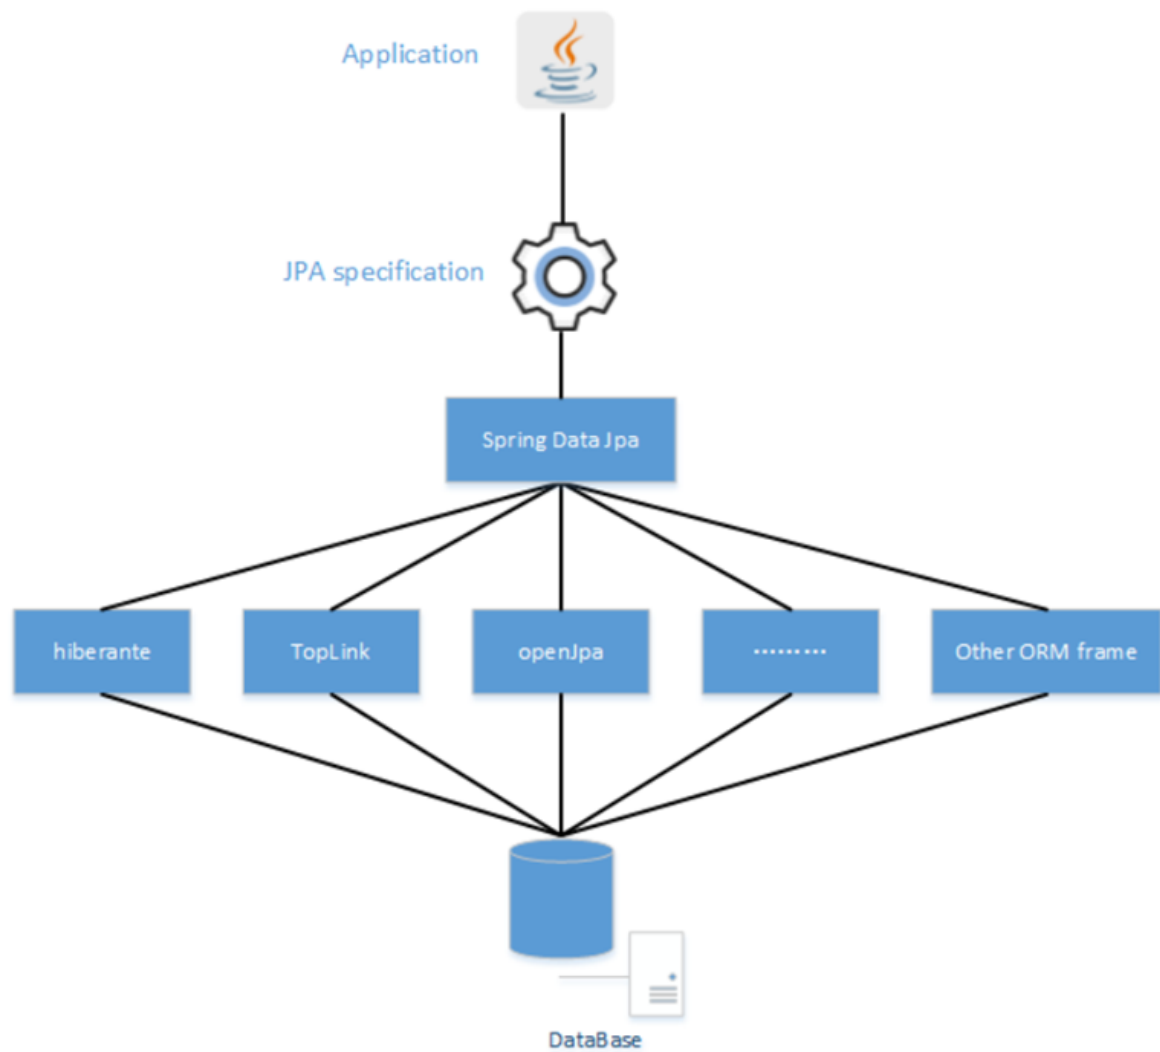 Application
JPA specification
Spring Data Jpa
hiberante
TopLink
openJpa
………
Other ORM frame
DataBase